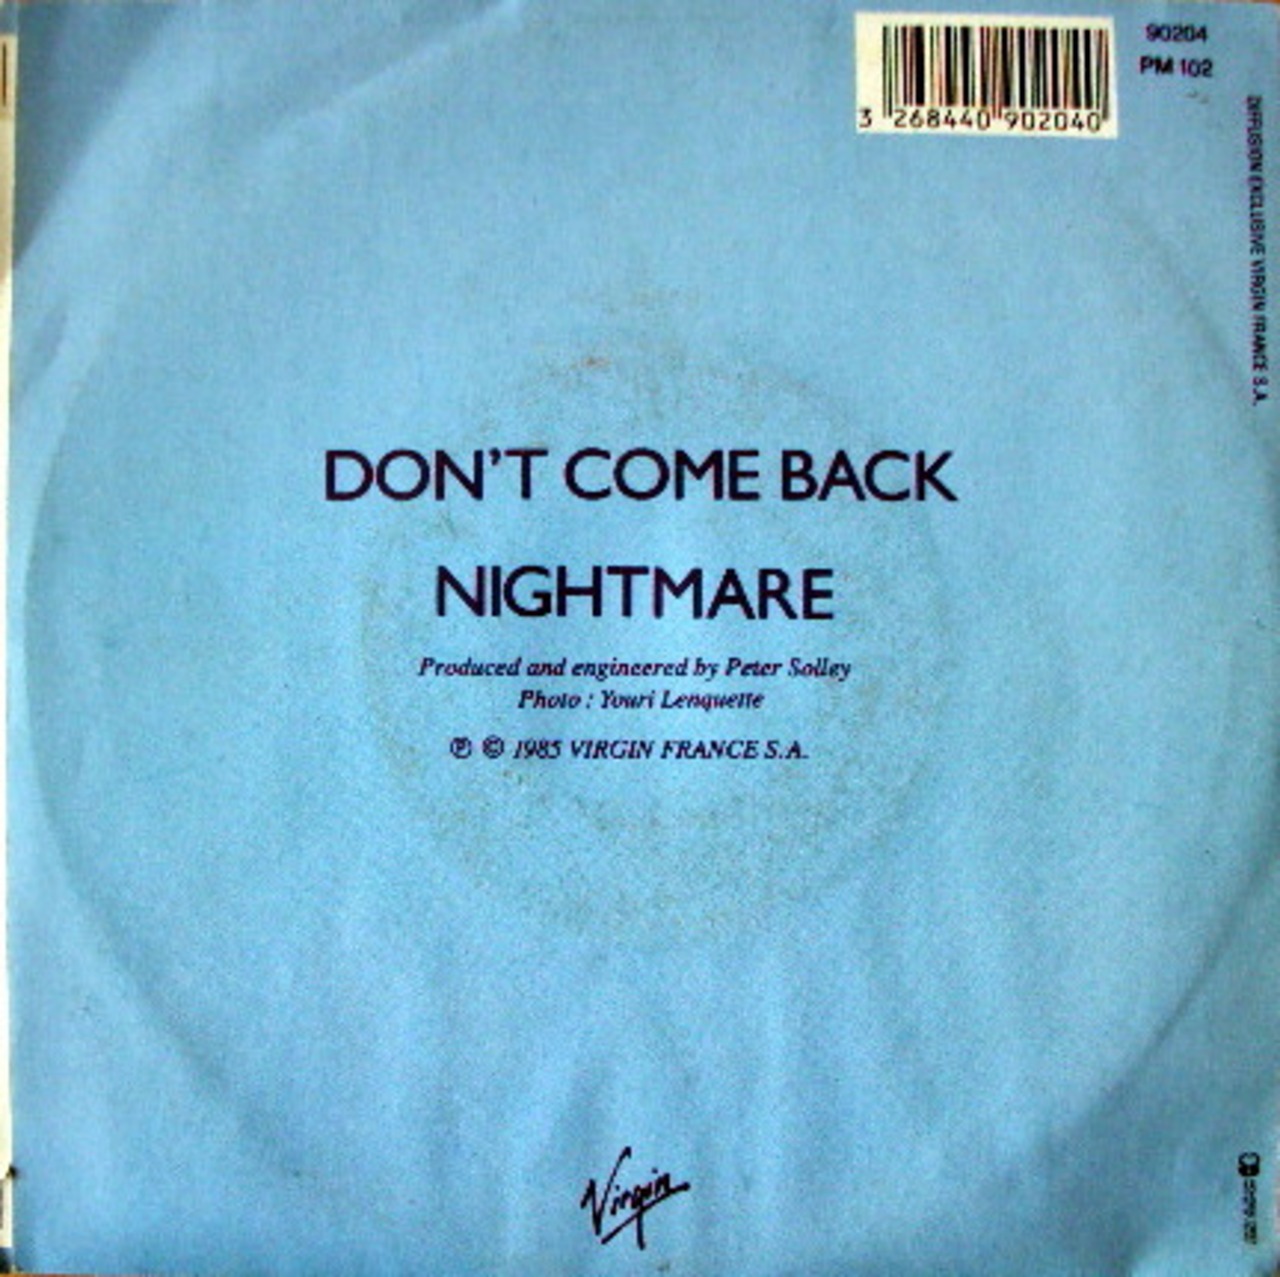 90204
PM 102
3 268440 902040
DIFFUSION EXCLUSIVE VIRGIN FRANCE S.A.
DON'T COME BACK
NIGHTMARE
Produced and engineered by Peter Solley
Photo : Youri Lenquette
℗ © 1985 VIRGIN FRANCE S.A.
Virgin